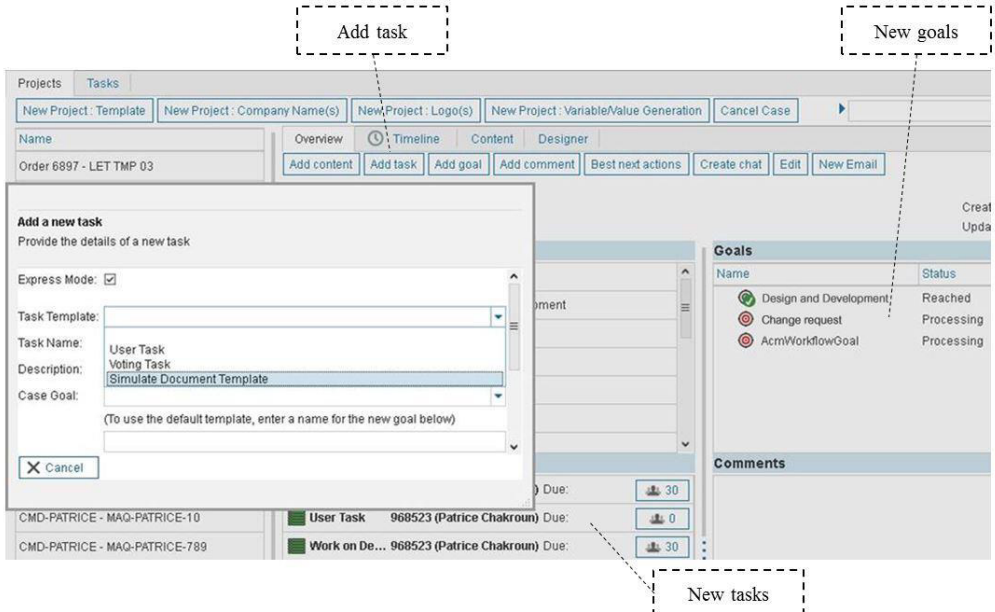 Add task
New goals
Projects Tasks
New Project : Template New Project : Company Name(s) New Project : Logo(s) New Project : Variable/Value Generation Cancel Case
Name
Overview Timeline Content Designer
Order 6897 - LET TMP 03
Add content Add task Add goal Add comment Best next actions Create chat Edit New Email
Creat
Upda
Add a new task
Provide the details of a new task
Express Mode:
Task Template:
User Task
Voting Task
Simulate Document Template
Task Name:
Description:
Case Goal:
(To use the default template, enter a name for the new goal below)
Cancel
pment
Goals
Name Status
Design and Development Reached
Change request Processing
AcmWorkflowGoal Processing
Comments
) Due: 30
CMD-PATRICE - MAQ-PATRICE-10 User Task 968523 (Patrice Chakroun) Due: 0
CMD-PATRICE - MAQ-PATRICE-789 Work on De... 968523 (Patrice Chakroun) Due: 30
New tasks